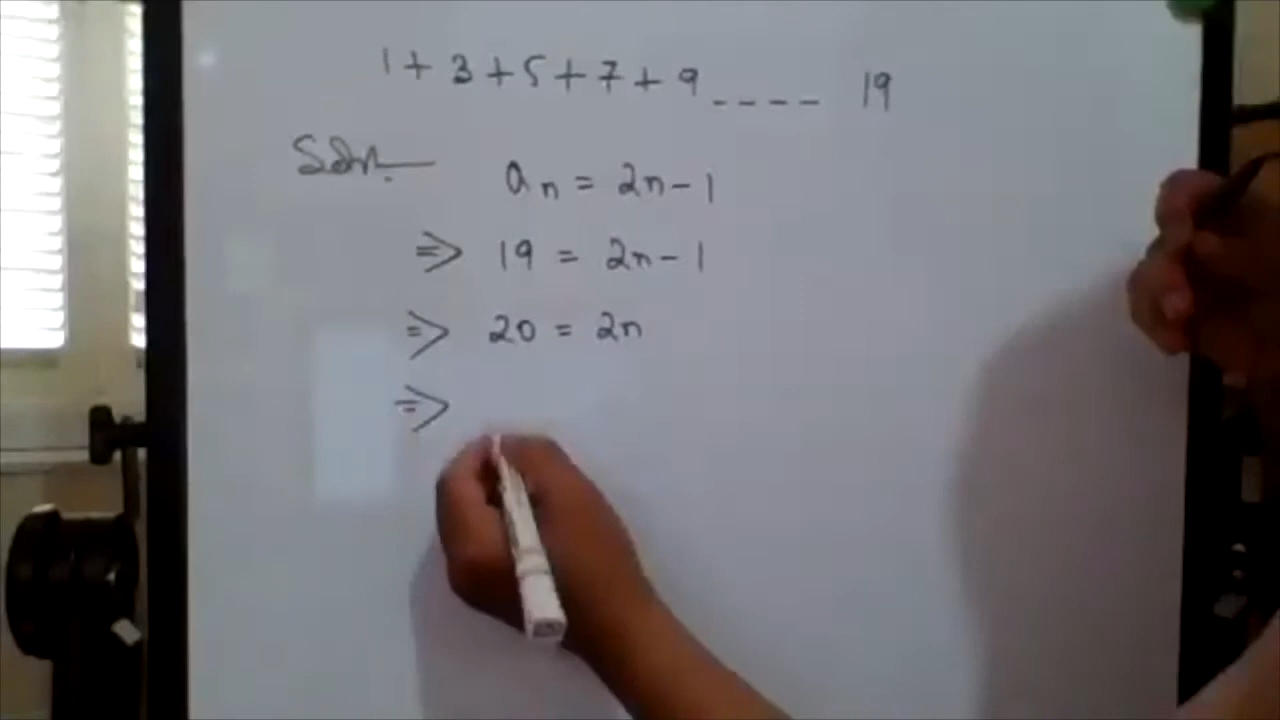 1 + 3 + 5 + 7 + 9 _ _ _ _ 19
Soln. aₙ = 2n - 1
=> 19 = 2n - 1
=> 20 = 2n
=>